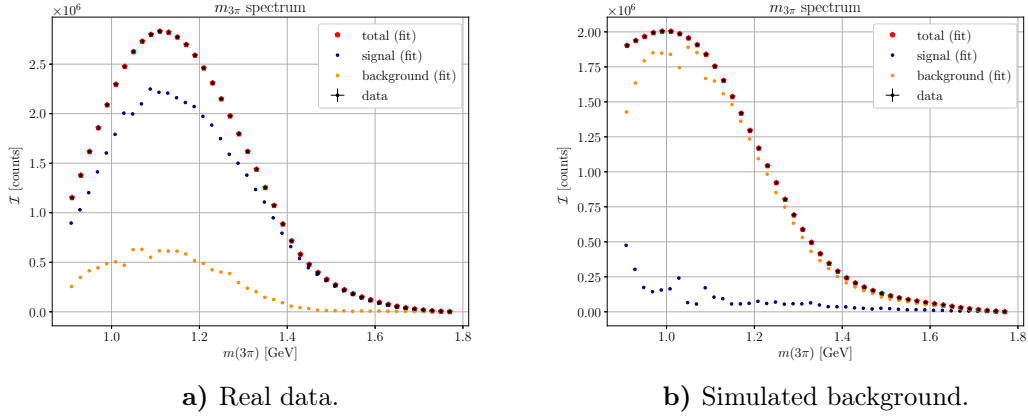 m3π spectrum
×10⁶
total (fit)
signal (fit)
background (fit)
data
ℐ [counts]
2.5
2.0
1.5
1.0
0.5
0.0
1.0 1.2 1.4 1.6 1.8
m(3π) [GeV]
a) Real data.
m3π spectrum
×10⁶
total (fit)
signal (fit)
background (fit)
data
ℐ [counts]
2.00
1.75
1.50
1.25
1.00
0.75
0.50
0.25
0.00
1.0 1.2 1.4 1.6 1.8
m(3π) [GeV]
b) Simulated background.